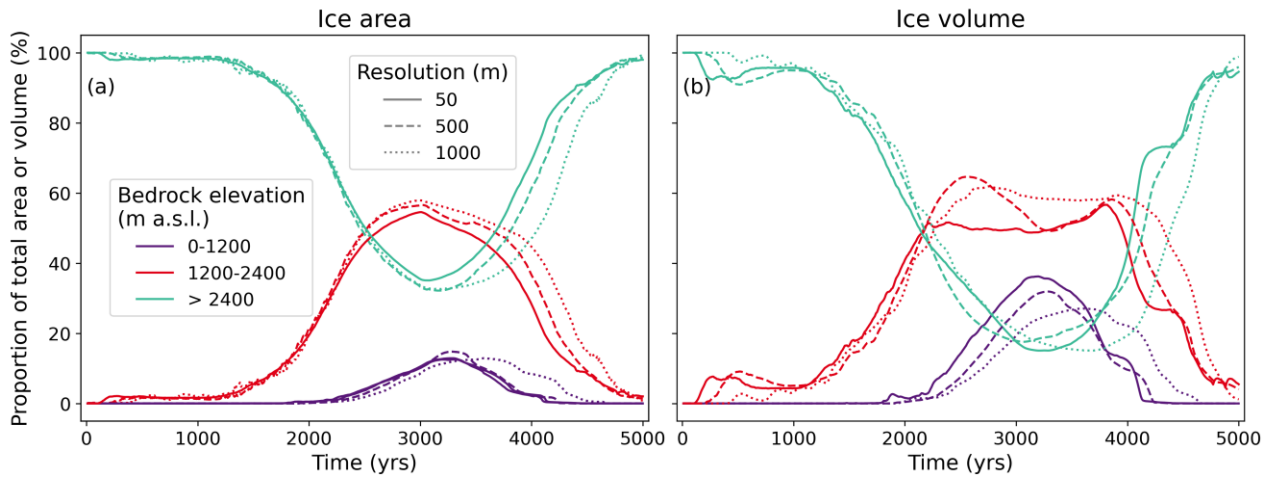 Ice area
Ice volume
Proportion of total area or volume (%)
100
80
60
40
20
0
(a)
Resolution (m)
50
500
1000
Bedrock elevation
(m a.s.l.)
0-1200
1200-2400
> 2400
0
1000
2000
3000
4000
5000
Time (yrs)
(b)
0
1000
2000
3000
4000
5000
Time (yrs)